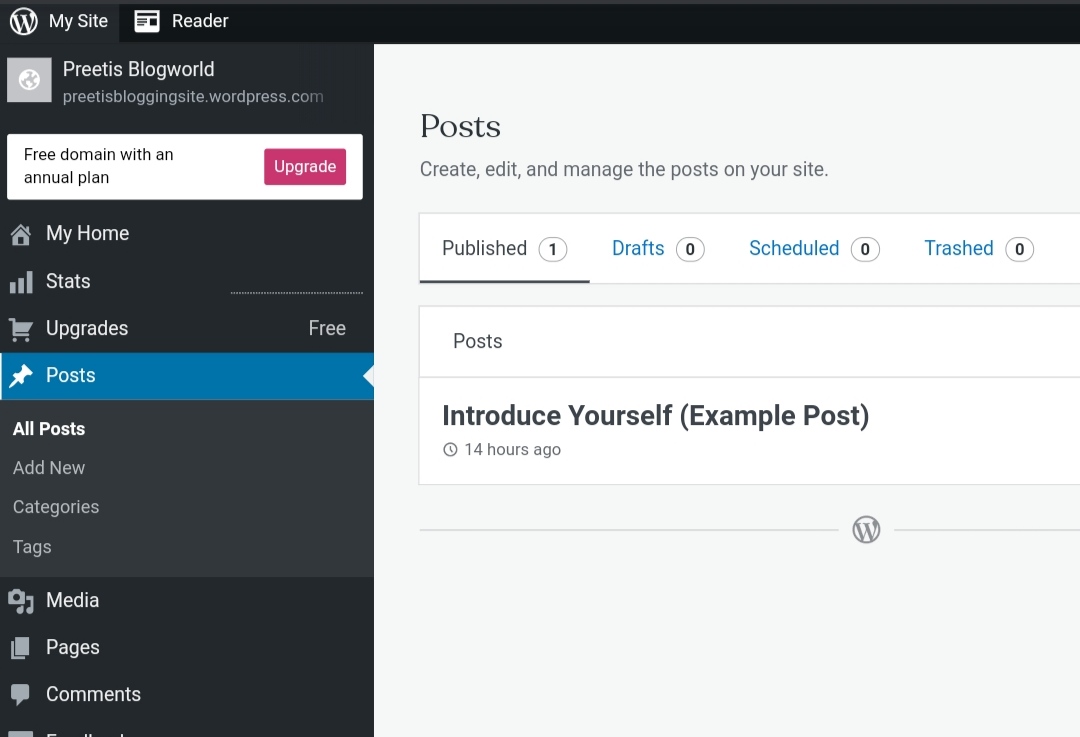 My Site Reader
Preetis Blogworld
preetisbloggingsite.wordpress.com
Free domain with an
annual plan
Upgrade
My Home
Stats
Upgrades Free
Posts
All Posts
Add New
Categories
Tags
Media
Pages
Comments
Posts
Create, edit, and manage the posts on your site.
Published 1 Drafts 0 Scheduled 0 Trashed 0
Posts
Introduce Yourself (Example Post)
14 hours ago